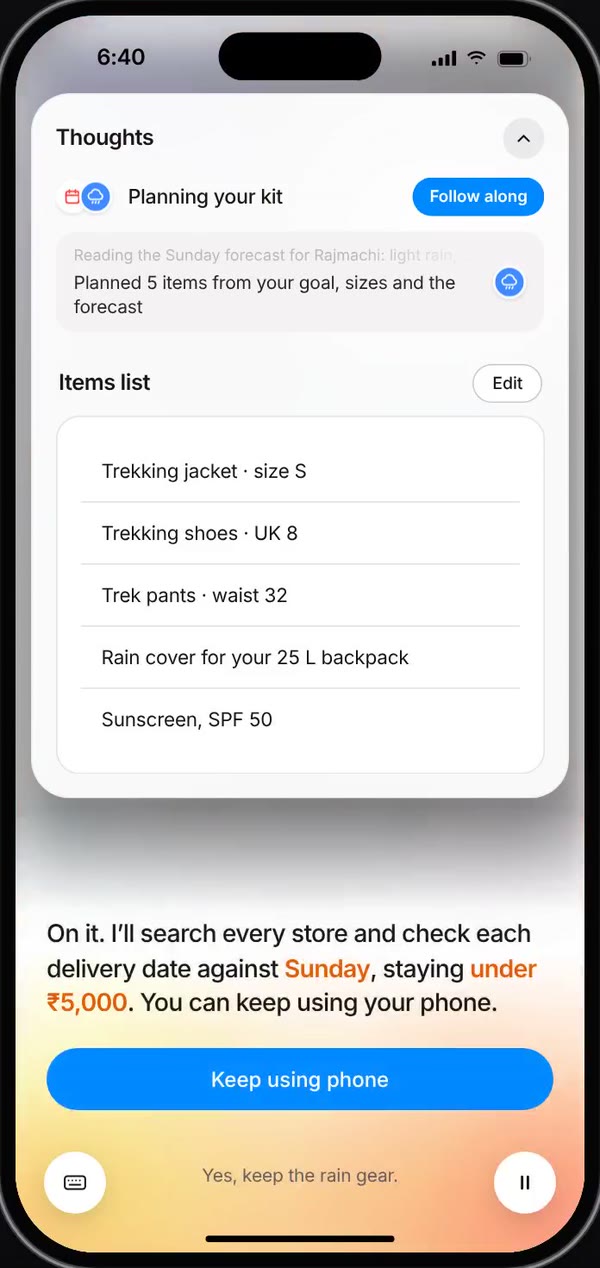 6:40
Thoughts
Planning your kit
Follow along
Reading the Sunday forecast for Rajmachi: light rain,
Planned 5 items from your goal, sizes and the
forecast
Items list
Edit
Trekking jacket · size S
Trekking shoes · UK 8
Trek pants · waist 32
Rain cover for your 25 L backpack
Sunscreen, SPF 50
On it. I’ll search every store and check each
delivery date against Sunday, staying under
₹5,000. You can keep using your phone.
Keep using phone
Yes, keep the rain gear.